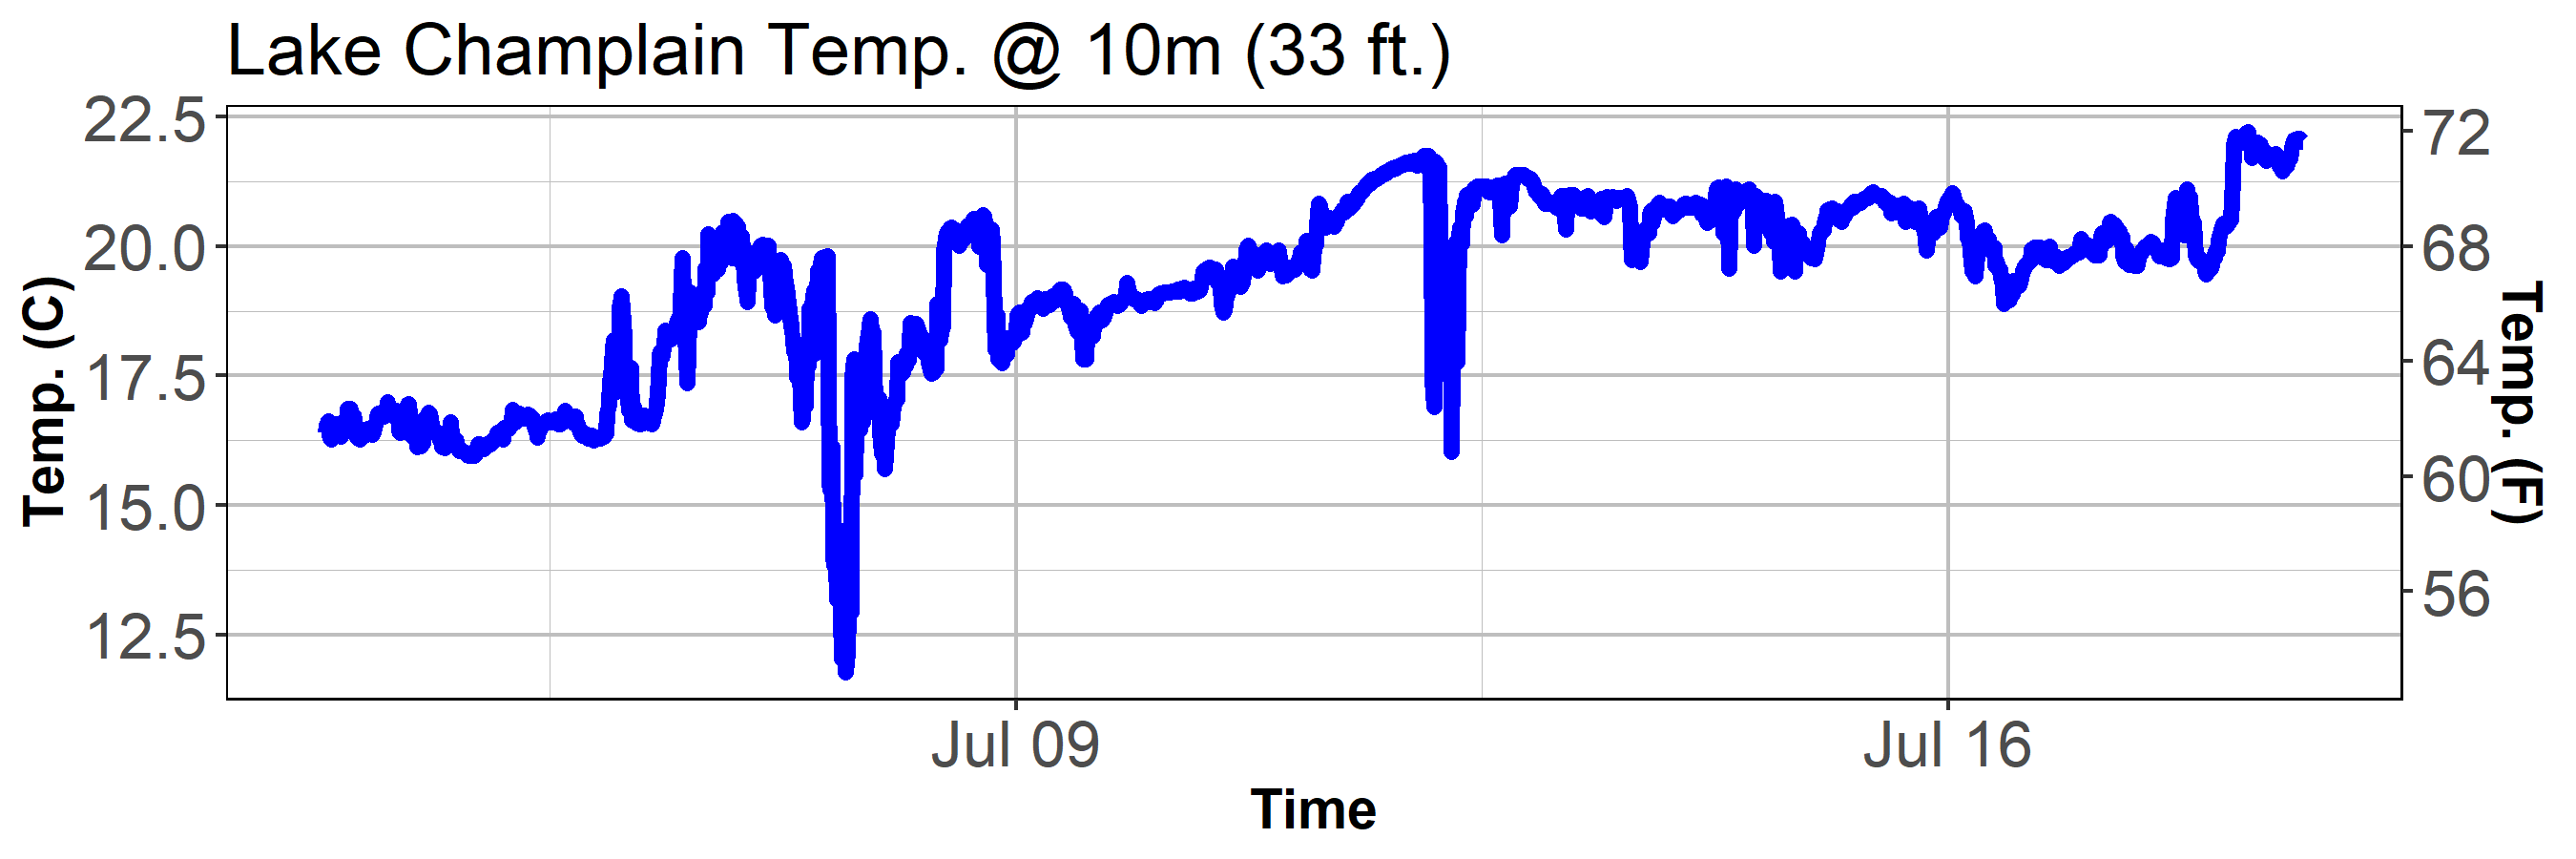 Lake Champlain Temp. @ 10m (33 ft.)
22.5
20.0
17.5
15.0
12.5
Temp. (C)
72
68
64
60
56
Temp. (F)
Jul 09
Jul 16
Time